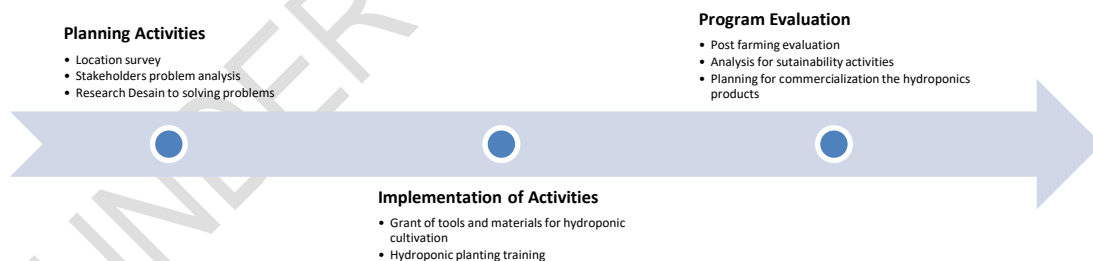 Planning Activities
• Location survey
• Stakeholders problem analysis
• Research Desain to solving problems
Implementation of Activities
• Grant of tools and materials for hydroponic
cultivation
• Hydroponic planting training
Program Evaluation
• Post farming evaluation
• Analysis for sutainability activities
• Planning for commercialization the hydroponics
products
UNDER